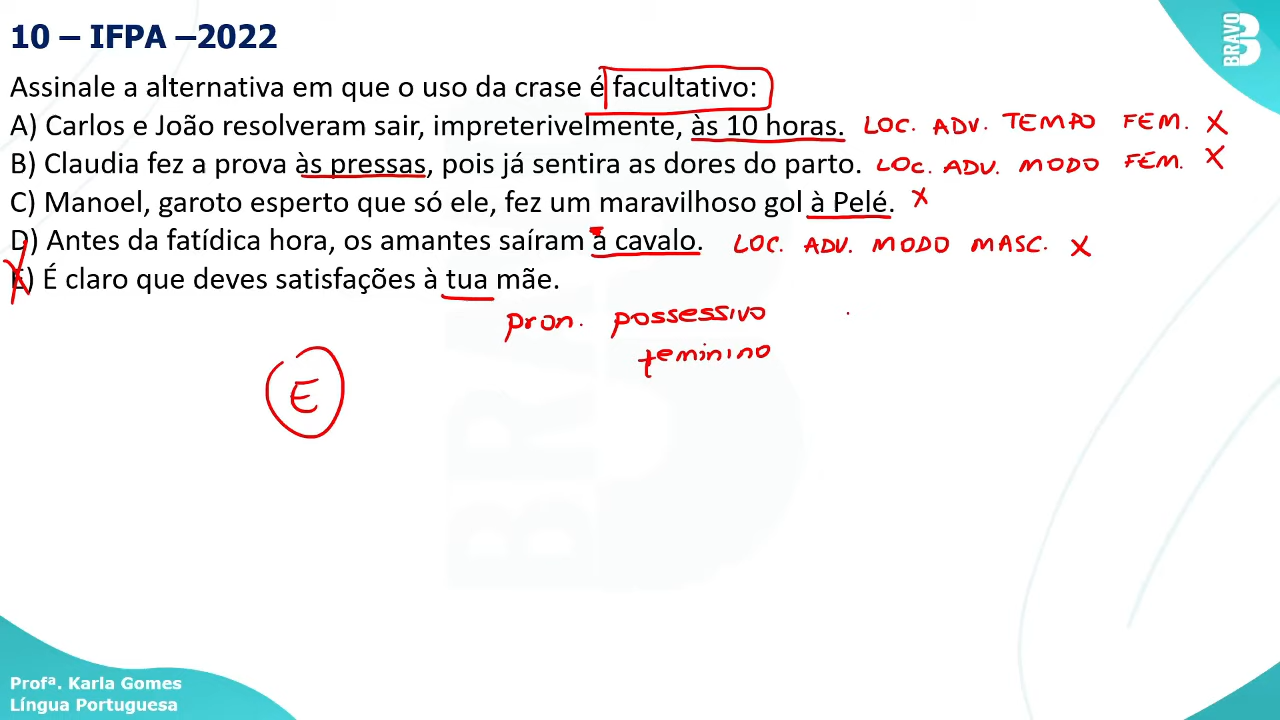 10 – IFPA –2022
BRAVO
Assinale a alternativa em que o uso da crase é facultativo:
A) Carlos e João resolveram sair, impreterivelmente, às 10 horas. LOC. ADV. TEMPO FEM. X
B) Claudia fez a prova às pressas, pois já sentira as dores do parto. LOC. ADV. MODO FEM. X
C) Manoel, garoto esperto que só ele, fez um maravilhoso gol à Pelé. X
D) Antes da fatídica hora, os amantes saíram a cavalo. LOC. ADV. MODO MASC. X
E) É claro que deves satisfações à tua mãe.
pron. possessivo
feminino
E
BRAVO
Profª. Karla Gomes
Língua Portuguesa